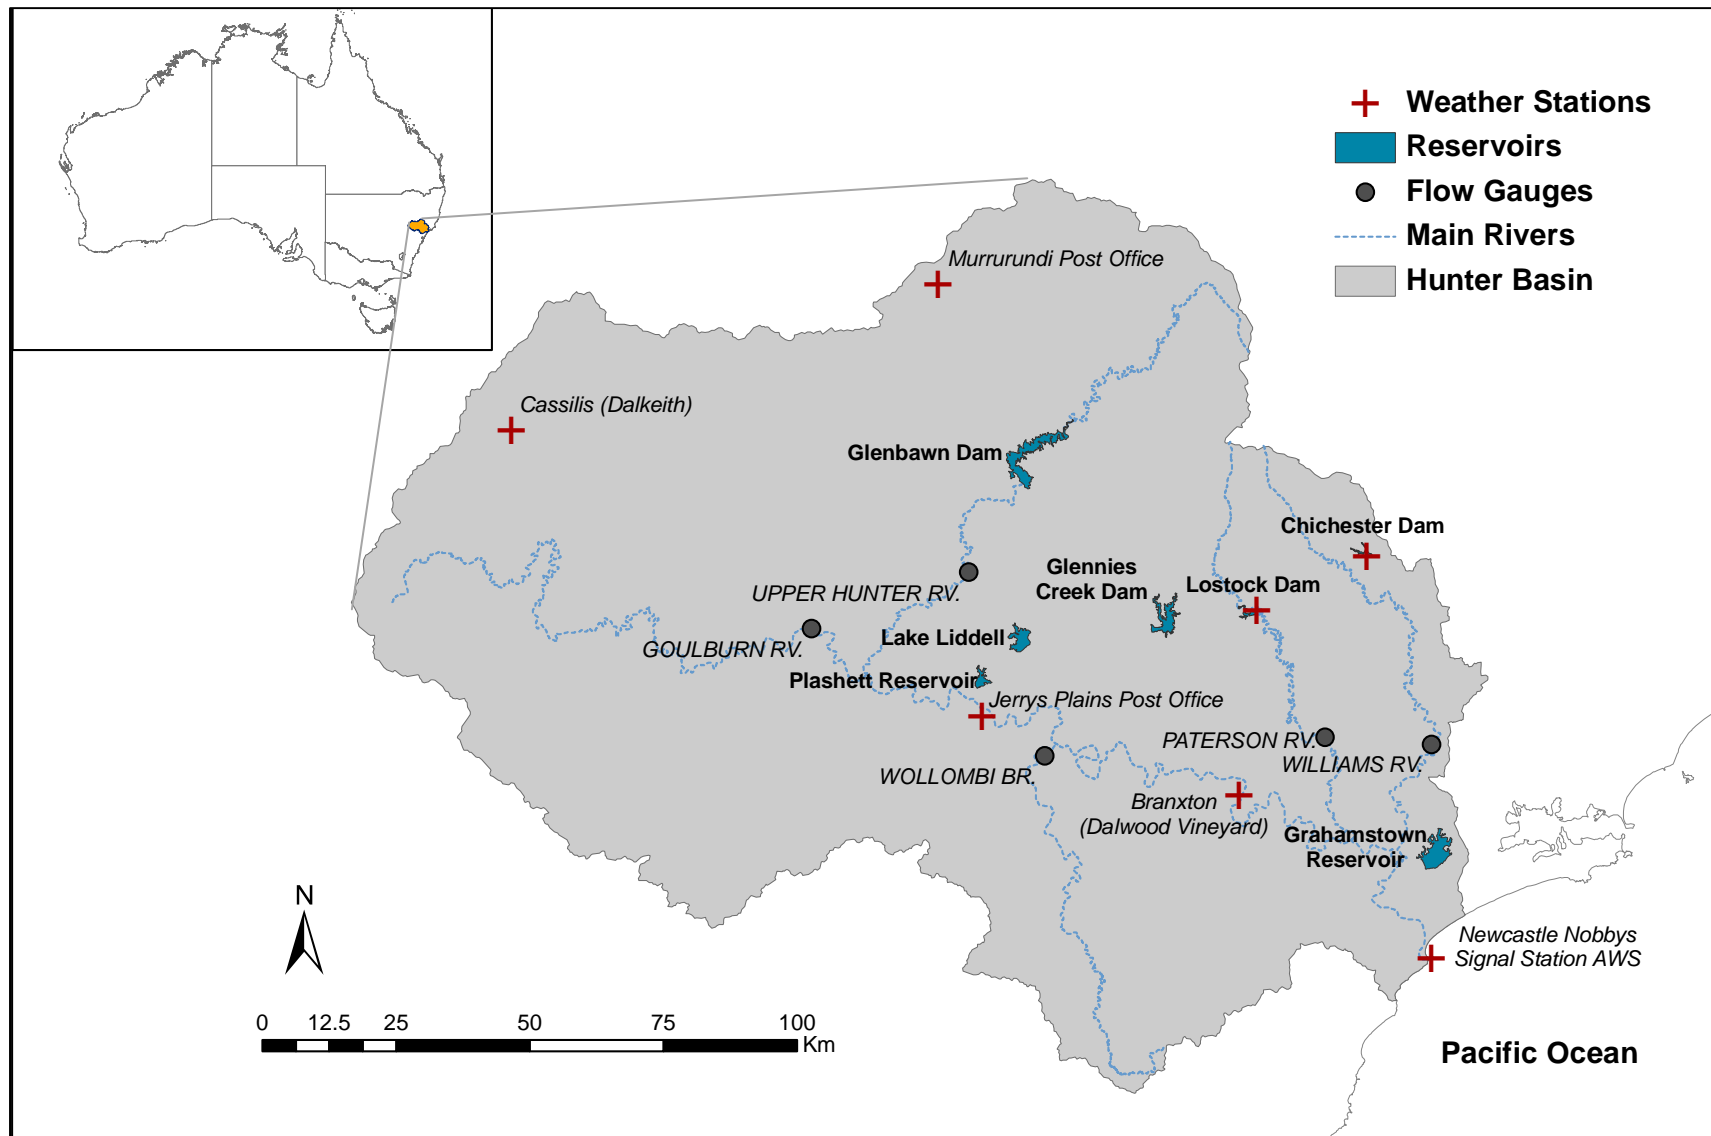 Weather Stations
Reservoirs
Flow Gauges
Main Rivers
Hunter Basin
Murrurundi Post Office
Cassilis (Dalkeith)
Glenbawn Dam
Chichester Dam
Glennies
Creek Dam
Lostock Dam
UPPER HUNTER RV.
GOULBURN RV.
Lake Liddell
Plashett Reservoir
Jerrys Plains Post Office
PATERSON RV.
WILLIAMS RV.
WOLLOMBI BR.
Branxton
(Dalwood Vineyard)
Grahamstown
Reservoir
N
Newcastle Nobbys
Signal Station AWS
0 12.5 25 50 75 100
Km
Pacific Ocean